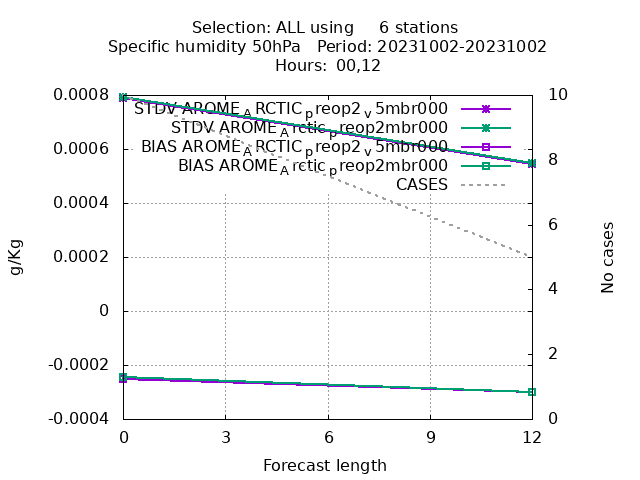 Selection: ALL using     6 stations
Specific humidity 50hPa   Period: 20231002-20231002
Hours: 00,12
0.0008
0.0006
0.0004
0.0002
0
-0.0002
-0.0004
g/Kg
10
8
6
4
2
0
No cases
STDV AROME_ARCTIC_preop2_v5mbr000
STDV AROME_Arctic_preop2mbr000
BIAS AROME_ARCTIC_preop2_v5mbr000
BIAS AROME_Arctic_preop2mbr000
CASES
0 3 6 9 12
Forecast length